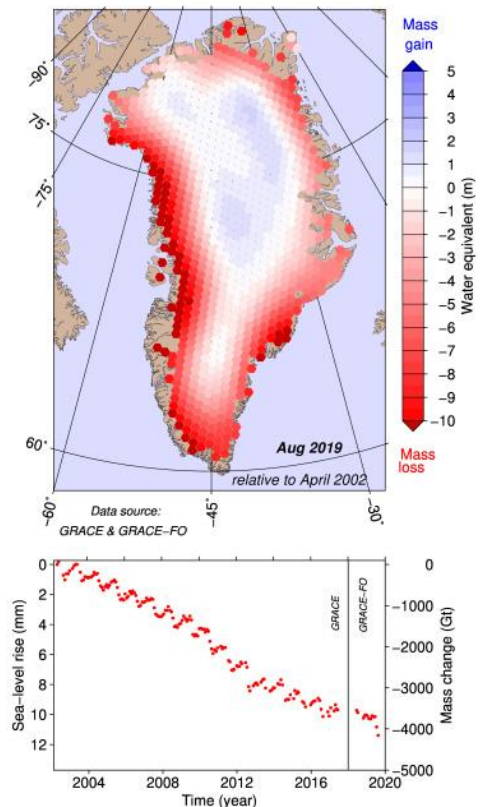 Mass
gain
5
4
3
2
1
0
−1
−2
−3
−4
−5
−6
−7
−8
−9
−10
Water equivalent (m)
Mass
loss
−90°
−75°
−75°
60°
−60°
−45°
−30°
Aug 2019
relative to April 2002
Data source:
GRACE & GRACE−FO
0
2
4
6
8
10
12
Sea−level rise (mm)
GRACE
GRACE−FO
0
−1000
−2000
−3000
−4000
−5000
Mass change (Gt)
2004 2008 2012 2016 2020
Time (year)